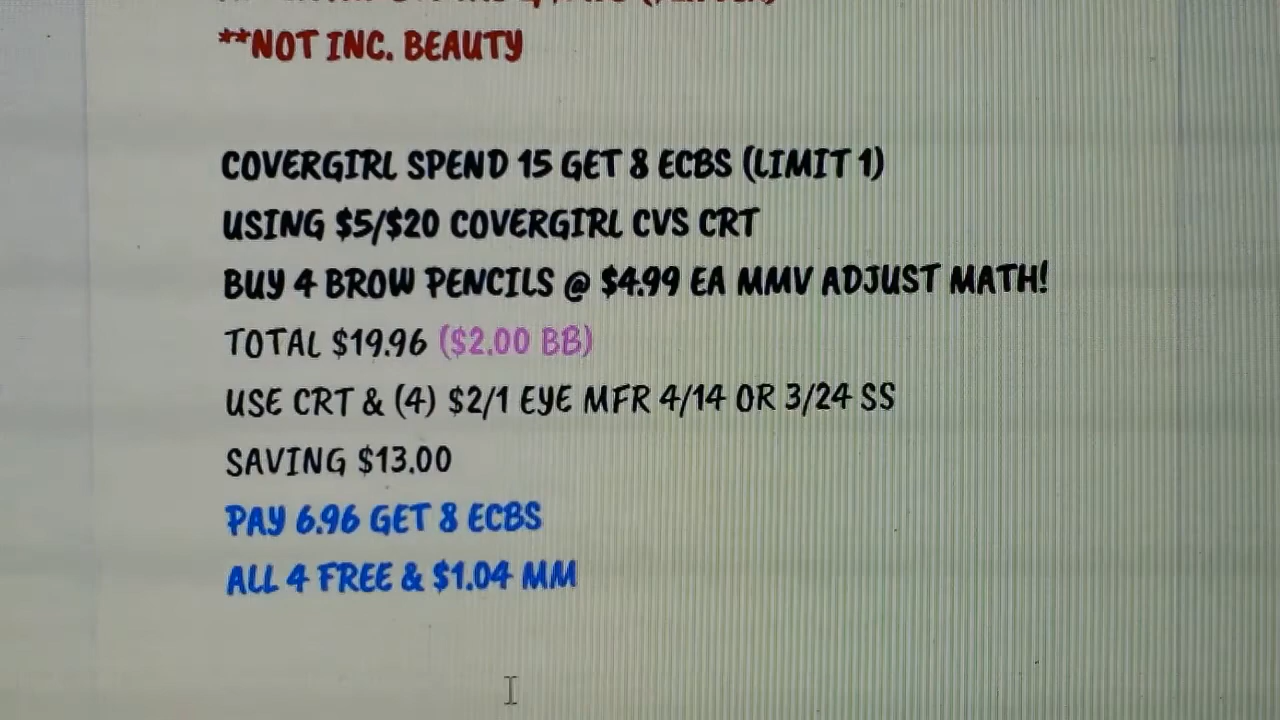 **NOT INC. BEAUTY
COVERGIRL SPEND 15 GET 8 ECBS (LIMIT 1)
USING $5/$20 COVERGIRL CVS CRT
BUY 4 BROW PENCILS @ $4.99 EA MMV ADJUST MATH!
TOTAL $19.96 ($2.00 BB)
USE CRT & (4) $2/1 EYE MFR 4/14 OR 3/24 SS
SAVING $13.00
PAY 6.96 GET 8 ECBS
ALL 4 FREE & $1.04 MM